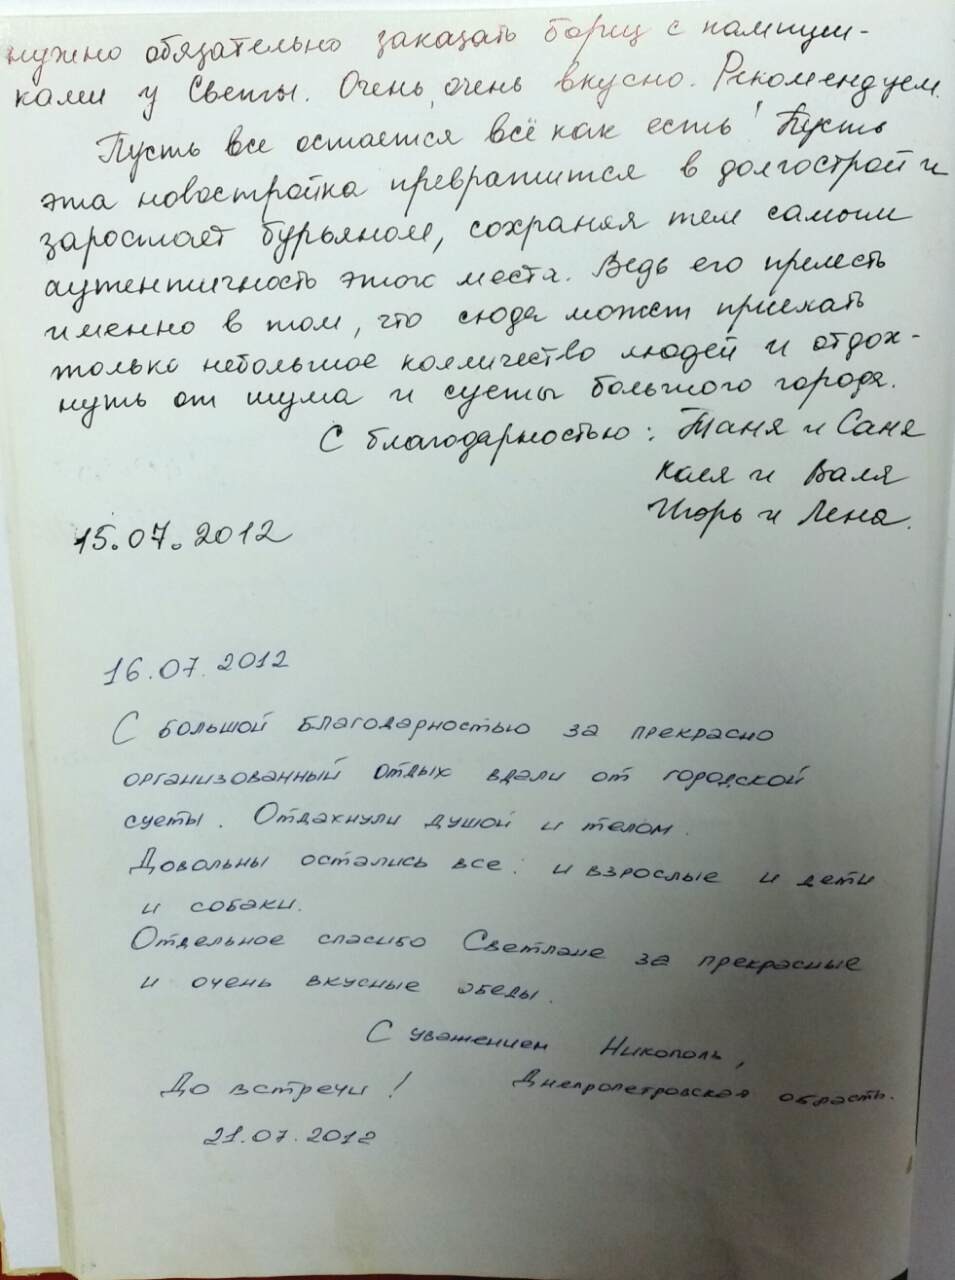 нужно обязательно заказать борщ с пампуш-
ками у Светы. Очень, очень вкусно. Рекомендуем.
Пусть все остается всё как есть! Пусть
эта новостройка превратится в долгострой и
заростает бурьяном, сохраняя тем самым
аутентичность этого места. Ведь его прелесть
именно в том, что сюда может приехать
только небольшое колличество людей и отдох-
нуть от шума и суеты большого города.
С благодарностью: Таня и Саня
Коля и Валя
Игорь и Лена.
15.07.2012
16.07.2012
С большой благодарностью за прекрасно
организованный отдых вдали от городской
суеты. Отдахнули душой и телом.
Довольны остались все: и взрослые и дети
и собаки.
Отдельное спасибо Светлане за прекрасные
и очень вкусные обеды.
С уважением Никополь,
До встречи! Днепропетровская область.
21.07.2012